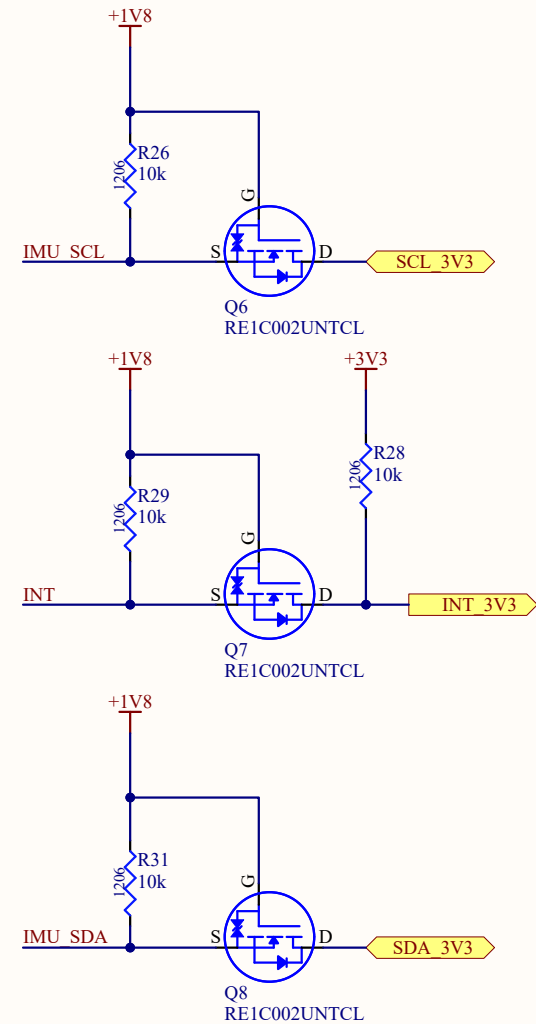 +1V8
R26
10k
1206
G
IMU_SCL
S
D
SCL_3V3
Q6
RE1C002UNTCL
+1V8
+3V3
R28
10k
1206
R29
10k
1206
G
INT
S
D
INT_3V3
Q7
RE1C002UNTCL
+1V8
R31
10k
1206
G
IMU_SDA
S
D
SDA_3V3
Q8
RE1C002UNTCL